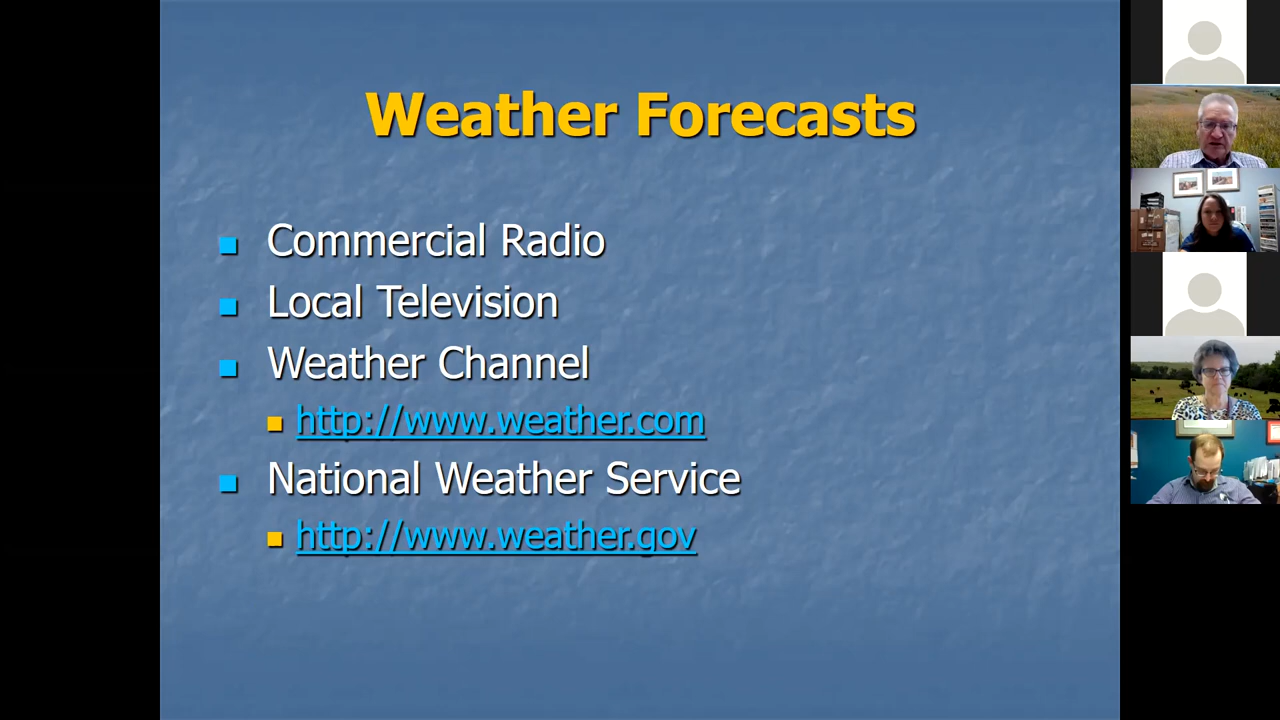 Weather Forecasts
Commercial Radio
Local Television
Weather Channel
http://www.weather.com
National Weather Service
http://www.weather.gov